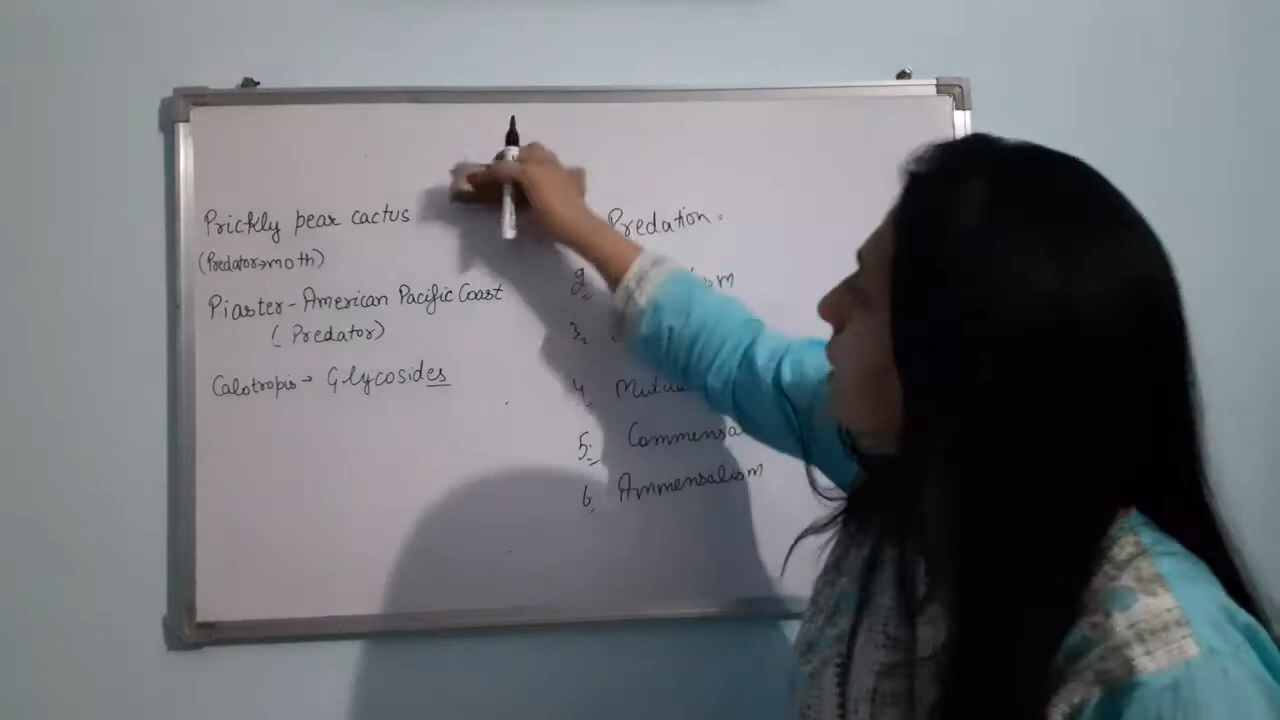 Prickly pear cactus
(Predator→moth)
Piaster - American Pacific Coast
(Predator)
Calotropis → Glycosides
Predation.
2.
3.
4.
5. Commensa
6. Ammensalism